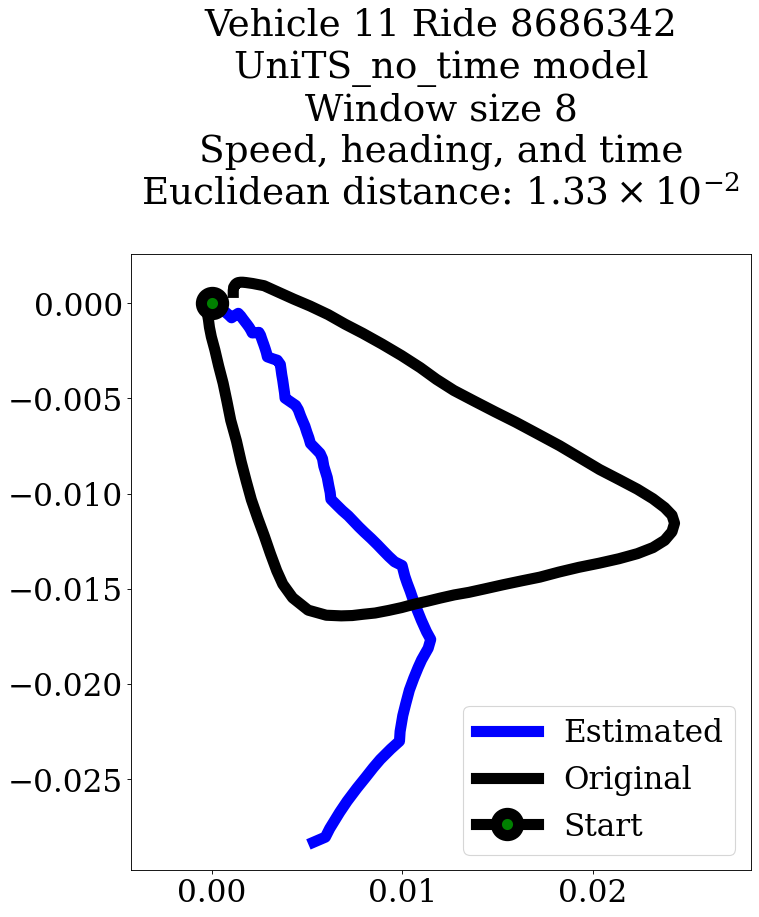 Vehicle 11 Ride 8686342
UniTS_no_time model
Window size 8
Speed, heading, and time
Euclidean distance: 1.33 × 10⁻²
0.000
−0.005
−0.010
−0.015
−0.020
−0.025
Estimated
Original
Start
0.00 0.01 0.02